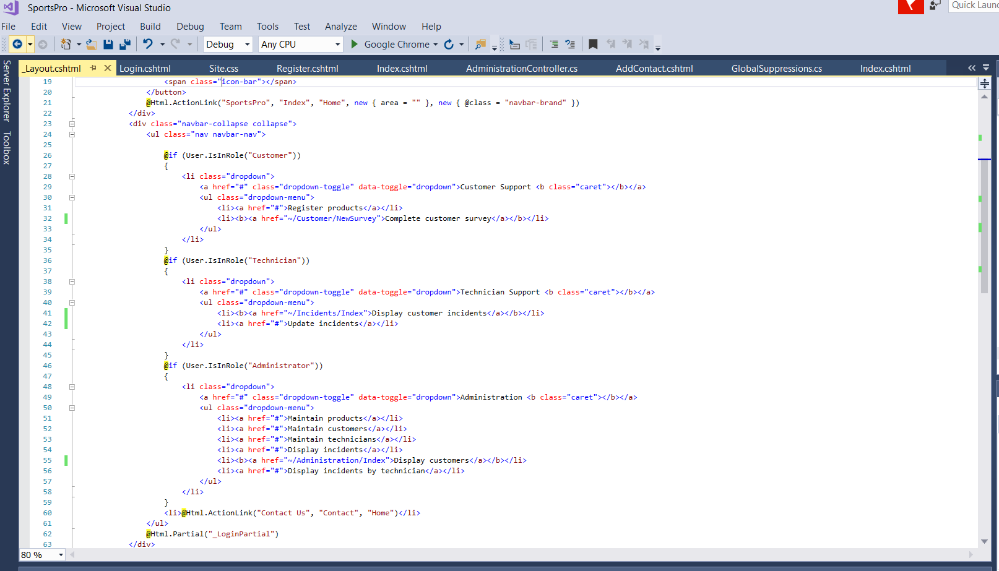 SportsPro - Microsoft Visual Studio
Quick Launc
File Edit View Project Build Debug Team Tools Test Analyze Window Help
Debug Any CPU Google Chrome
_Layout.cshtml Login.cshtml Site.css Register.cshtml Index.cshtml AdministrationController.cs AddContact.cshtml GlobalSuppressions.cs Index.cshtml
Server Explorer
Toolbox
19 <span class="icon-bar"></span>
20 </button>
21 @Html.ActionLink("SportsPro", "Index", "Home", new { area = "" }, new { @class = "navbar-brand" })
22 </div>
23 <div class="navbar-collapse collapse">
24 <ul class="nav navbar-nav">
25
26 @if (User.IsInRole("Customer"))
27 {
28 <li class="dropdown">
29 <a href="#" class="dropdown-toggle" data-toggle="dropdown">Customer Support <b class="caret"></b></a>
30 <ul class="dropdown-menu">
31 <li><a href="#">Register products</a></li>
32 <li><b><a href="~/Customer/NewSurvey">Complete customer survey</a></b></li>
33 </ul>
34 </li>
35 }
36 @if (User.IsInRole("Technician"))
37 {
38 <li class="dropdown">
39 <a href="#" class="dropdown-toggle" data-toggle="dropdown">Technician Support <b class="caret"></b></a>
40 <ul class="dropdown-menu">
41 <li><b><a href="~/Incidents/Index">Display customer incidents</a></b></li>
42 <li><a href="#">Update incidents</a></li>
43 </ul>
44 </li>
45 }
46 @if (User.IsInRole("Administrator"))
47 {
48 <li class="dropdown">
49 <a href="#" class="dropdown-toggle" data-toggle="dropdown">Administration <b class="caret"></b></a>
50 <ul class="dropdown-menu">
51 <li><a href="#">Maintain products</a></li>
52 <li><a href="#">Maintain customers</a></li>
53 <li><a href="#">Maintain technicians</a></li>
54 <li><a href="#">Display incidents</a></li>
55 <li><b><a href="~/Administration/Index">Display customers</a></b></li>
56 <li><a href="#">Display incidents by technician</a></li>
57 </ul>
58 </li>
59 }
60 <li>@Html.ActionLink("Contact Us", "Contact", "Home")</li>
61 </ul>
62 @Html.Partial("_LoginPartial")
63 </div>
80 %